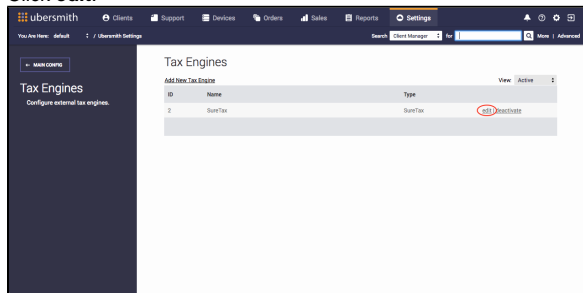 ubersmith Clients Support Devices Orders Sales Reports Settings
You Are Here: default / Ubersmith Settings Search Client Manager for More | Advanced
← MAIN CONFIG
Tax Engines
Configure external tax engines.
Tax Engines
Add New Tax Engine View: Active
ID Name Type
2 SureTax SureTax edit | deactivate